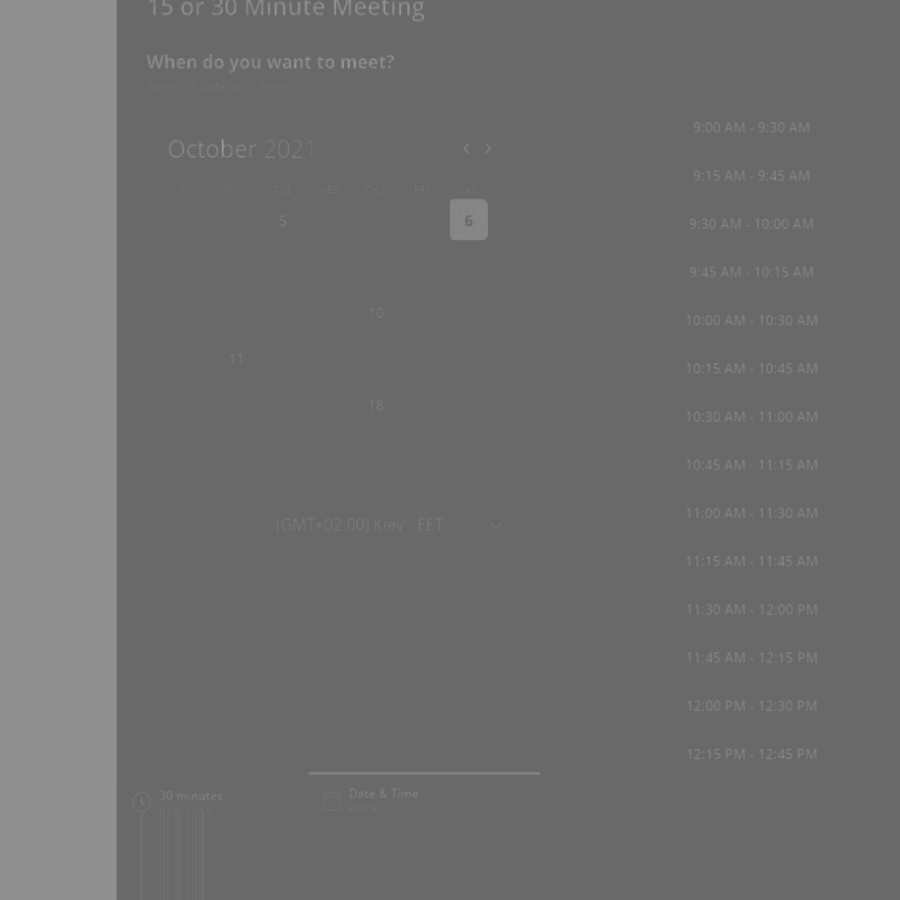 15 or 30 Minute Meeting
When do you want to meet?
Select a date and time
October 2021
SUN MON TUE WED THU FRI SAT
5 6
10
11
18
(GMT+02:00) Kiev - EET
9:00 AM - 9:30 AM
9:15 AM - 9:45 AM
9:30 AM - 10:00 AM
9:45 AM - 10:15 AM
10:00 AM - 10:30 AM
10:15 AM - 10:45 AM
10:30 AM - 11:00 AM
10:45 AM - 11:15 AM
11:00 AM - 11:30 AM
11:15 AM - 11:45 AM
11:30 AM - 12:00 PM
11:45 AM - 12:15 PM
12:00 PM - 12:30 PM
12:15 PM - 12:45 PM
30 minutes
Date & Time